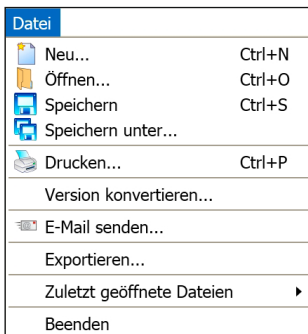 Datei
Neu... Ctrl+N
Öffnen... Ctrl+O
Speichern Ctrl+S
Speichern unter...
Drucken... Ctrl+P
Version konvertieren...
E-Mail senden...
Exportieren...
Zuletzt geöffnete Dateien
Beenden